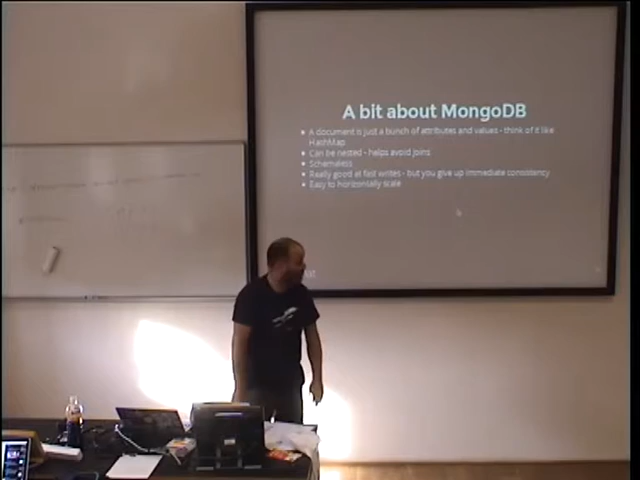 A bit about MongoDB
A document is just a bunch of attributes and values - think of it like
HashMap
Can be nested - helps avoid joins
Schemaless
Really good at fast writes - but you give up immediate consistency
Easy to horizontally scale